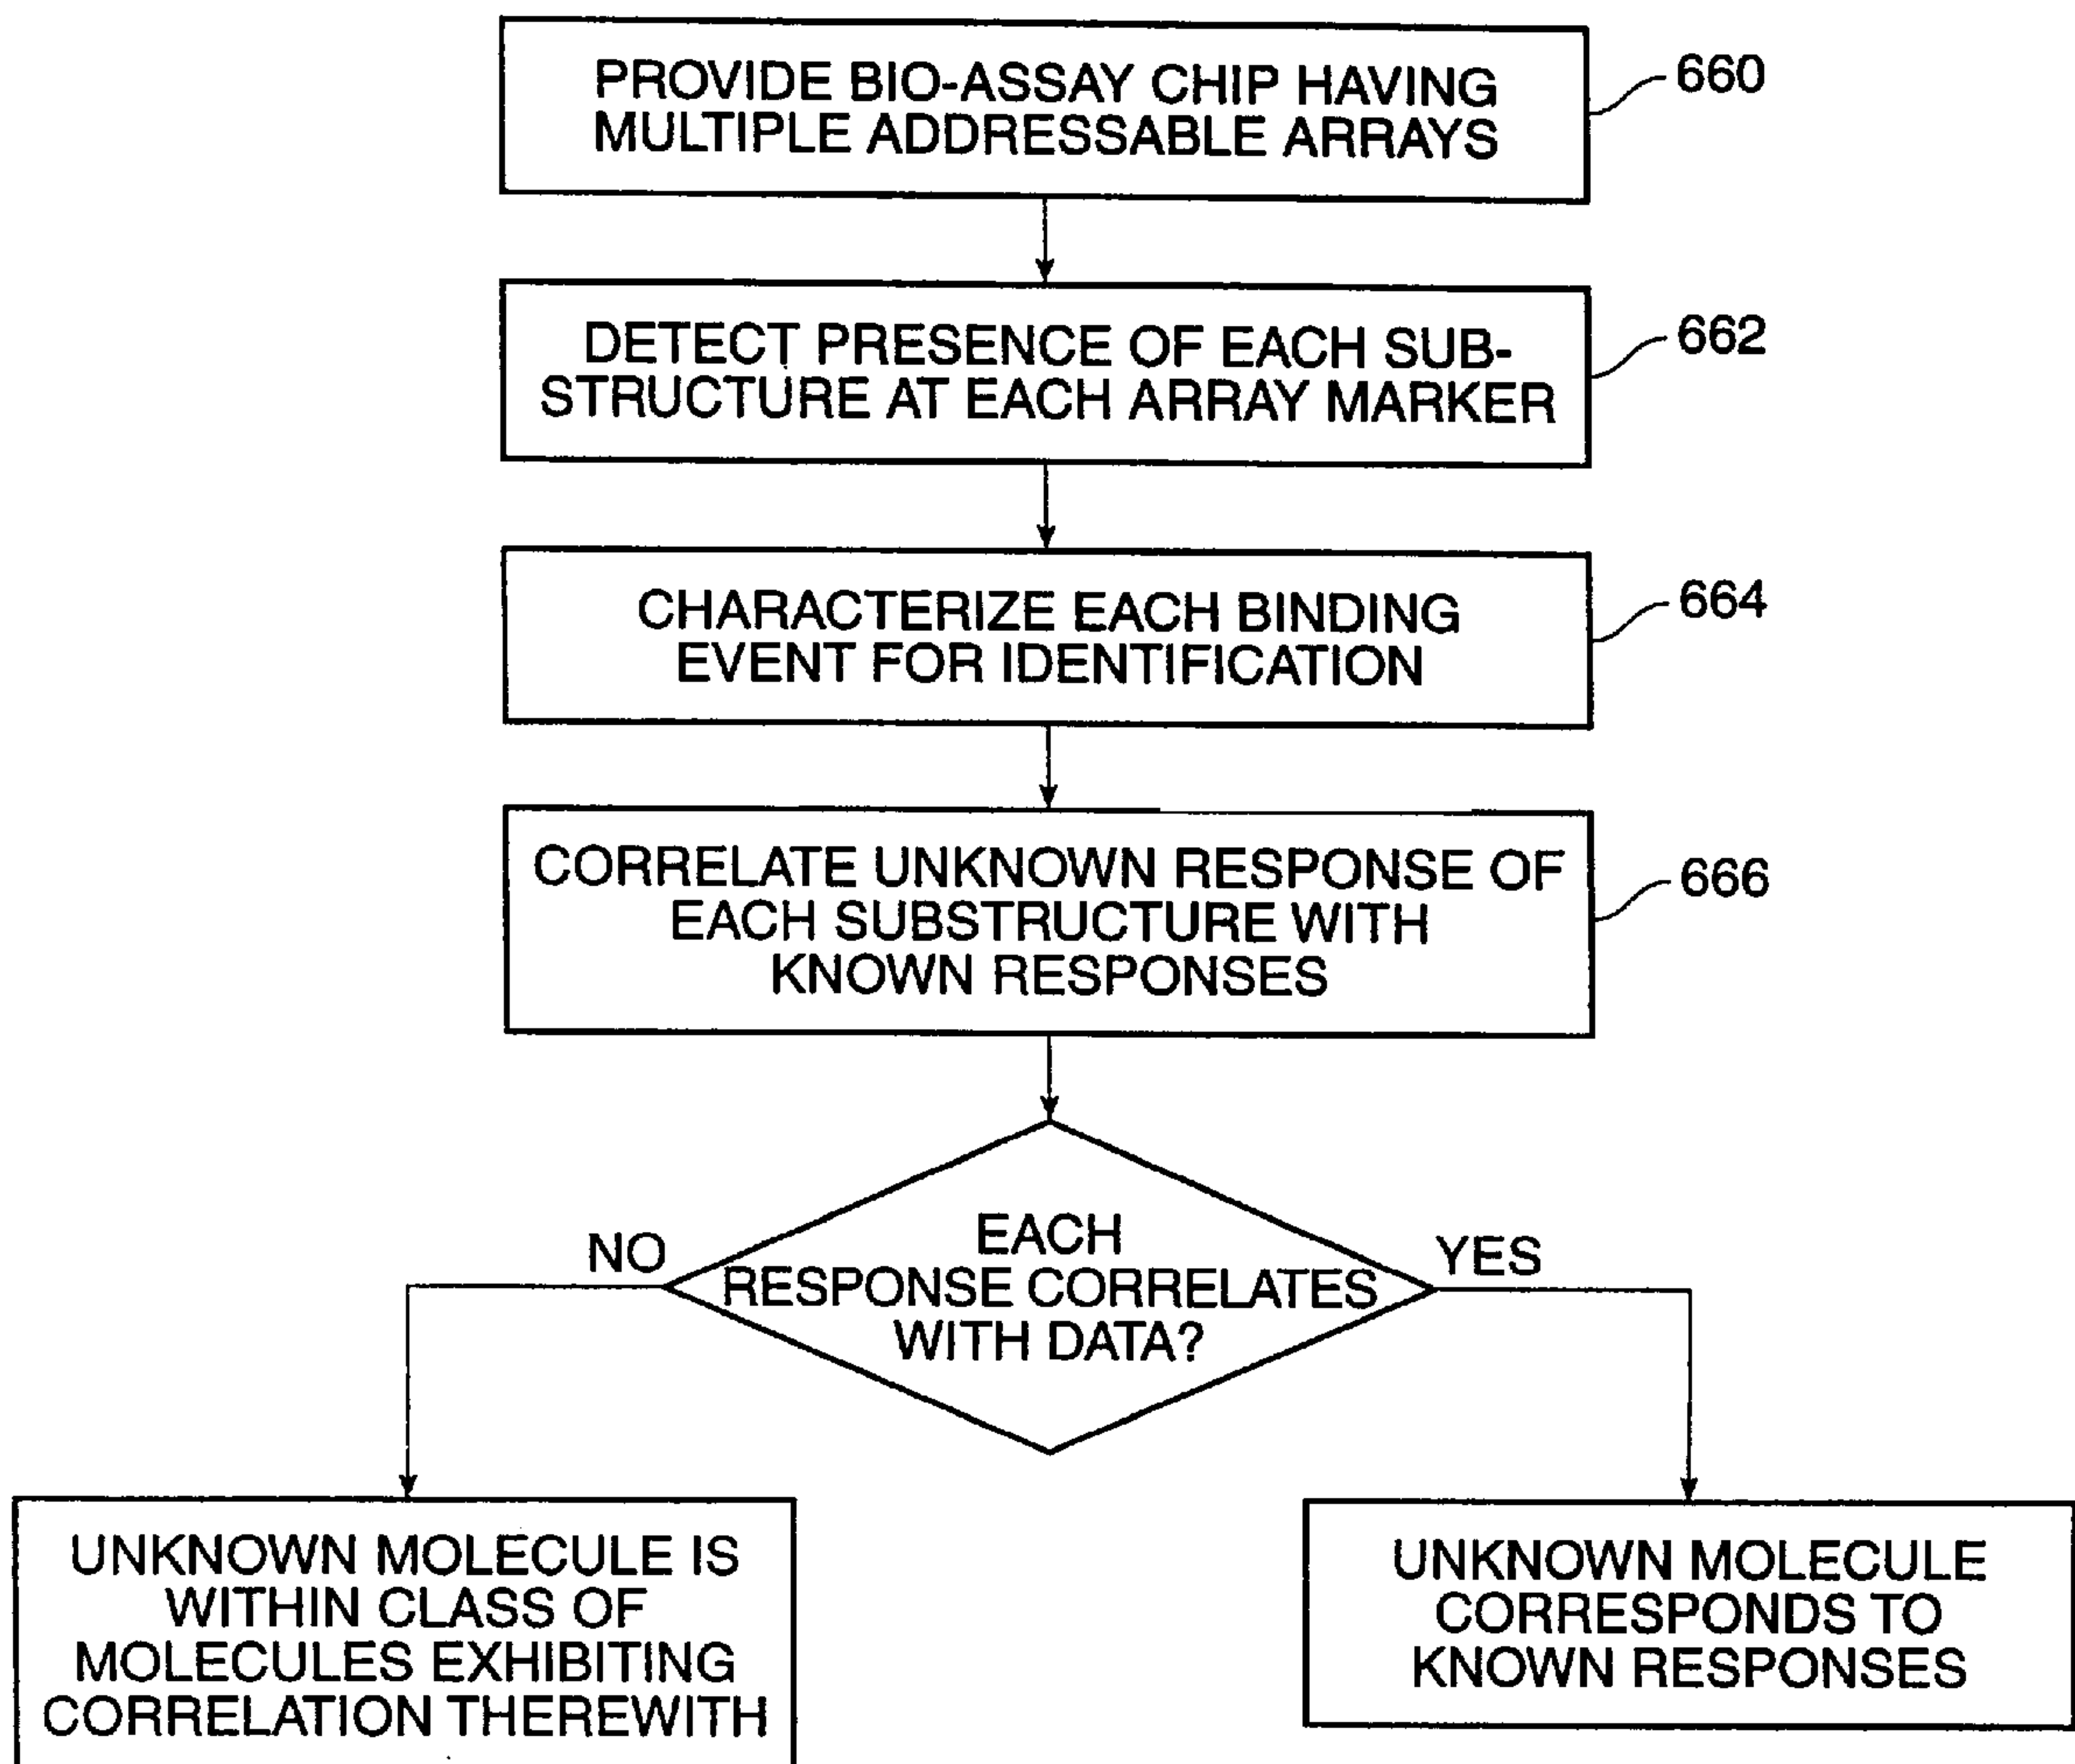 PROVIDE BIO-ASSAY CHIP HAVING
MULTIPLE ADDRESSABLE ARRAYS
660
DETECT PRESENCE OF EACH SUB-
STRUCTURE AT EACH ARRAY MARKER
662
CHARACTERIZE EACH BINDING
EVENT FOR IDENTIFICATION
664
CORRELATE UNKNOWN RESPONSE OF
EACH SUBSTRUCTURE WITH
KNOWN RESPONSES
666
EACH
RESPONSE CORRELATES
WITH DATA?
NO
YES
UNKNOWN MOLECULE IS
WITHIN CLASS OF
MOLECULES EXHIBITING
CORRELATION THEREWITH
UNKNOWN MOLECULE
CORRESPONDS TO
KNOWN RESPONSES